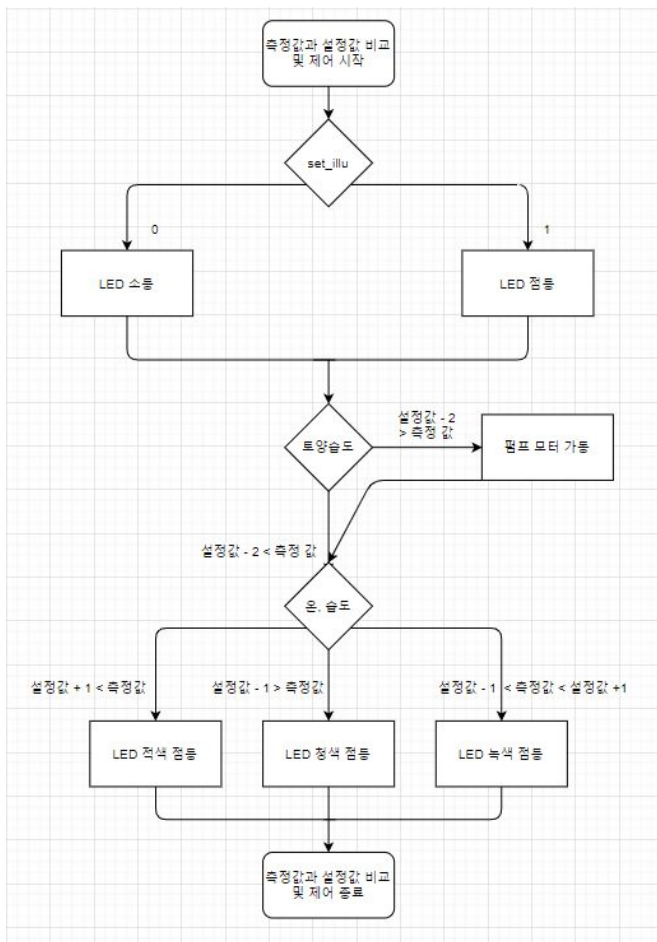 측정값과 설정값 비교
및 제어 시작
set_illu
0
1
LED 소등
LED 점등
토양습도
설정값 - 2
> 측정 값
펌프 모터 가동
설정값 - 2 < 측정 값
온, 습도
설정값 + 1 < 측정값
설정값 - 1 > 측정값
설정값 - 1 < 측정값 < 설정값 +1
LED 적색 점등
LED 청색 점등
LED 녹색 점등
측정값과 설정값 비교
및 제어 종료